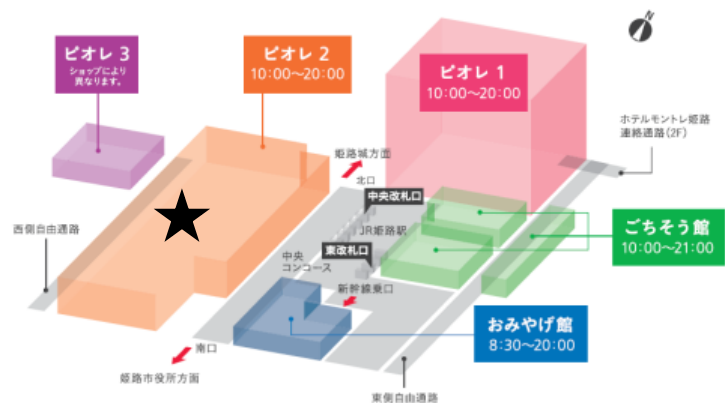 N
ピオレ 3
ショップにより
異なります。
ピオレ 2
10:00〜20:00
ピオレ 1
10:00〜20:00
ホテルモントレ姫路
連絡通路(2F)
姫路城方面
北口
中央改札口
JR姫路駅
東改札口
ごちそう館
10:00〜21:00
西側自由通路
中央
コンコース
新幹線乗口
おみやげ館
8:30〜20:00
南口
姫路市役所方面
東側自由通路